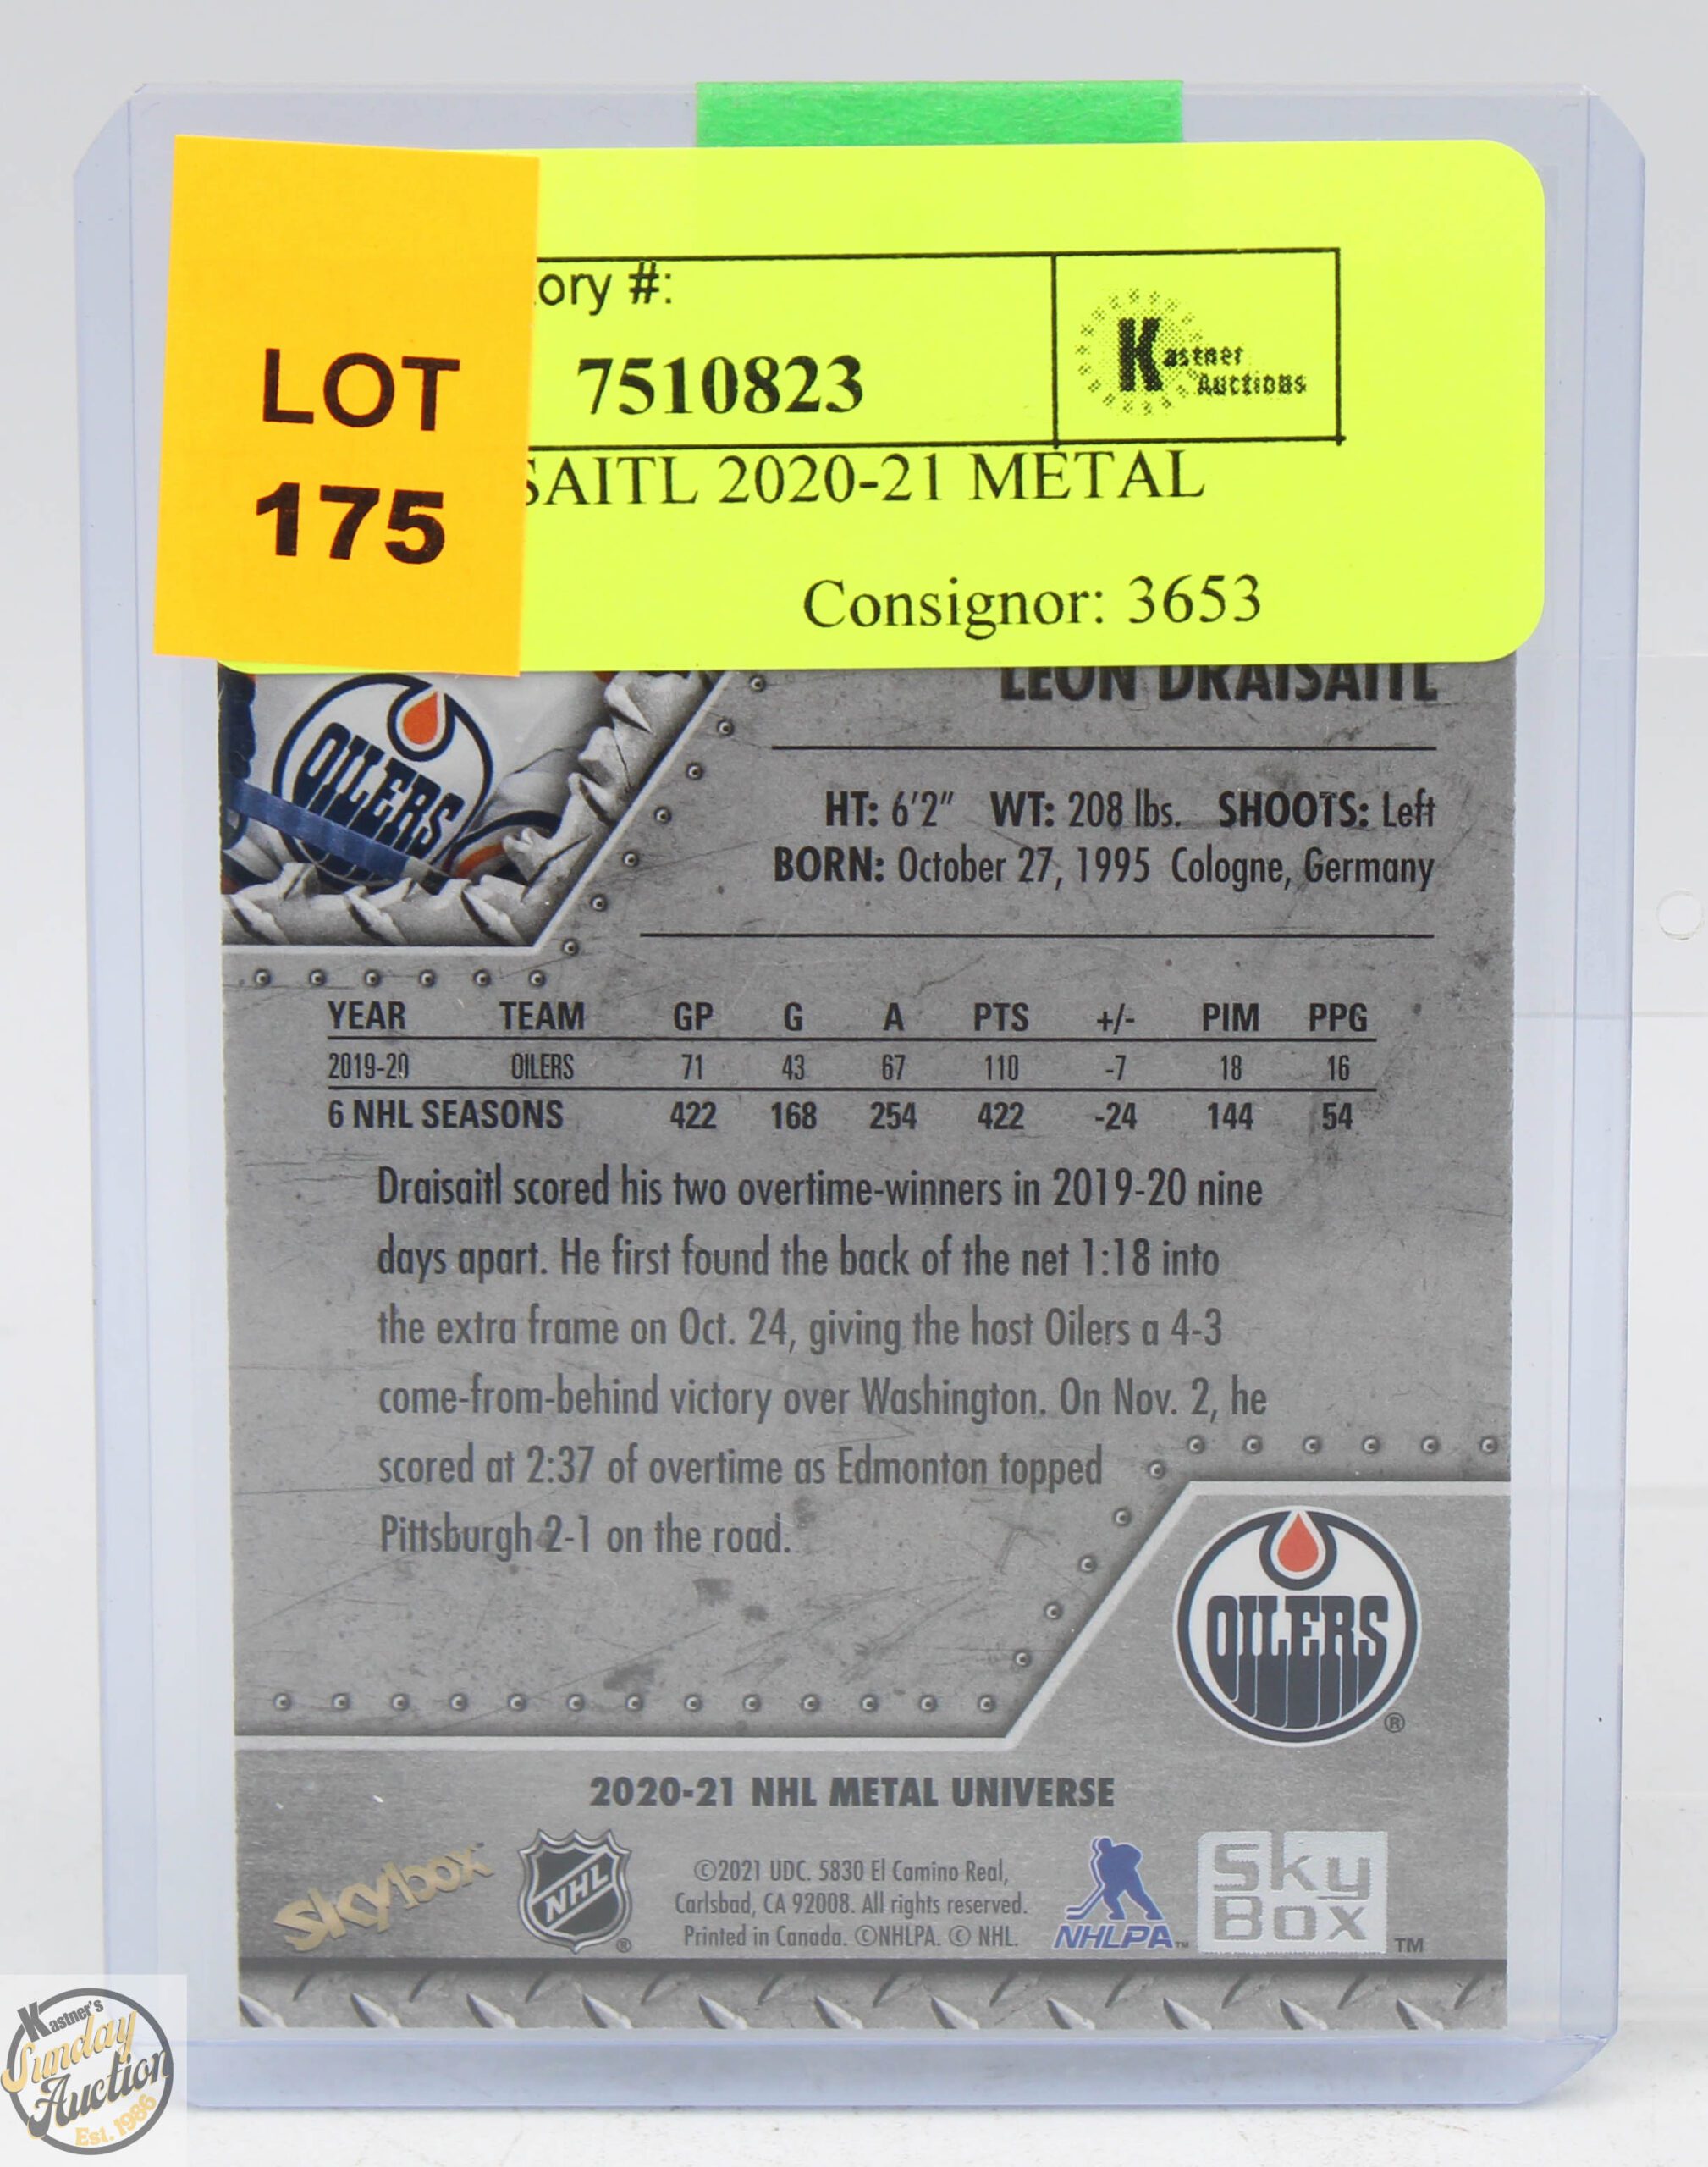 LOT
175
ory #:
7510823
Kastner
Auctions
SAITL 2020-21 METAL
Consignor: 3653
LEON DRAISAITL
OILERS
HT: 6'2" WT: 208 lbs. SHOOTS: Left
BORN: October 27, 1995 Cologne, Germany
YEAR TEAM GP G A PTS +/- PIM PPG
2019-20 OILERS 71 43 67 110 -7 18 16
6 NHL SEASONS 422 168 254 422 -24 144 54
Draisaitl scored his two overtime-winners in 2019-20 nine
days apart. He first found the back of the net 1:18 into
the extra frame on Oct. 24, giving the host Oilers a 4-3
come-from-behind victory over Washington. On Nov. 2, he
scored at 2:37 of overtime as Edmonton topped
Pittsburgh 2-1 on the road.
OILERS
®
2020-21 NHL METAL UNIVERSE
Skybox™
NHL
®
©2021 UDC. 5830 El Camino Real,
Carlsbad, CA 92008. All rights reserved.
Printed in Canada. ©NHLPA. © NHL.
NHLPA™
Sky
Box
TM
Kastner's
Sunday
Auction
Est. 1986